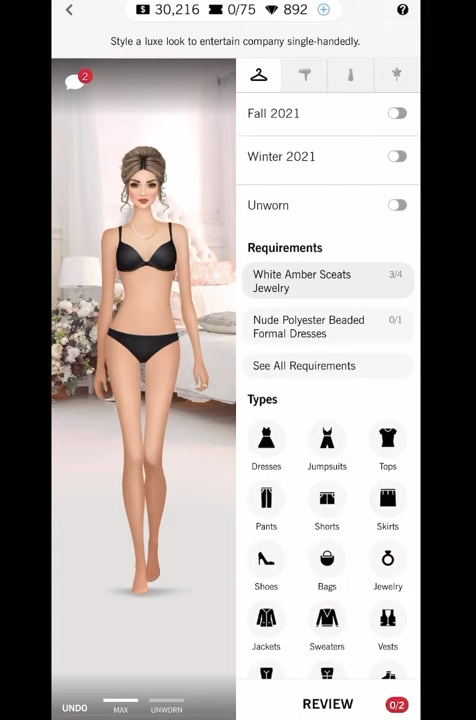 $ 30,216 0/75 892
?
Style a luxe look to entertain company single-handedly.
2
Fall 2021
Winter 2021
Unworn
Requirements
White Amber Sceats 3/4
Jewelry
Nude Polyester Beaded 0/1
Formal Dresses
See All Requirements
Types
Dresses Jumpsuits Tops
Pants Shorts Skirts
Shoes Bags Jewelry
Jackets Sweaters Vests
UNDO MAX UNWORN
REVIEW 0/2